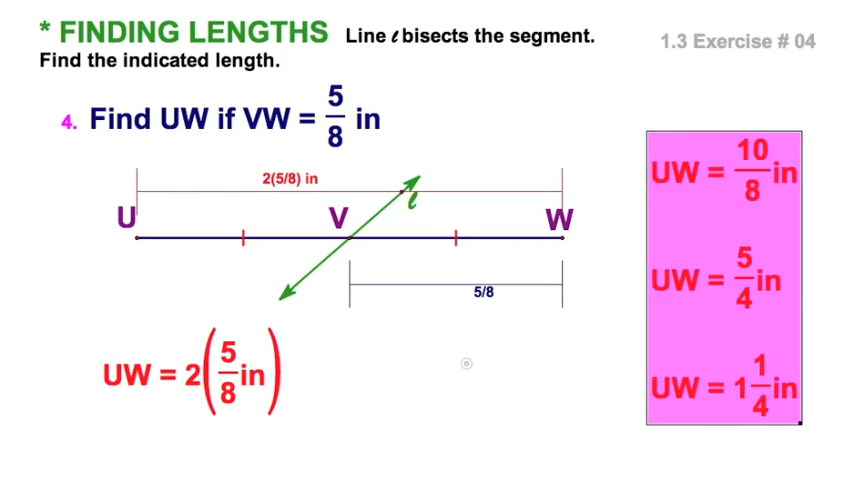 * FINDING LENGTHS Line ℓ bisects the segment.
Find the indicated length.
1.3 Exercise # 04
4. Find UW if VW = 5/8 in
2(5/8) in
ℓ
U V W
5/8
UW = 2(5/8 in)
UW = 10/8 in
UW = 5/4 in
UW = 1 1/4 in